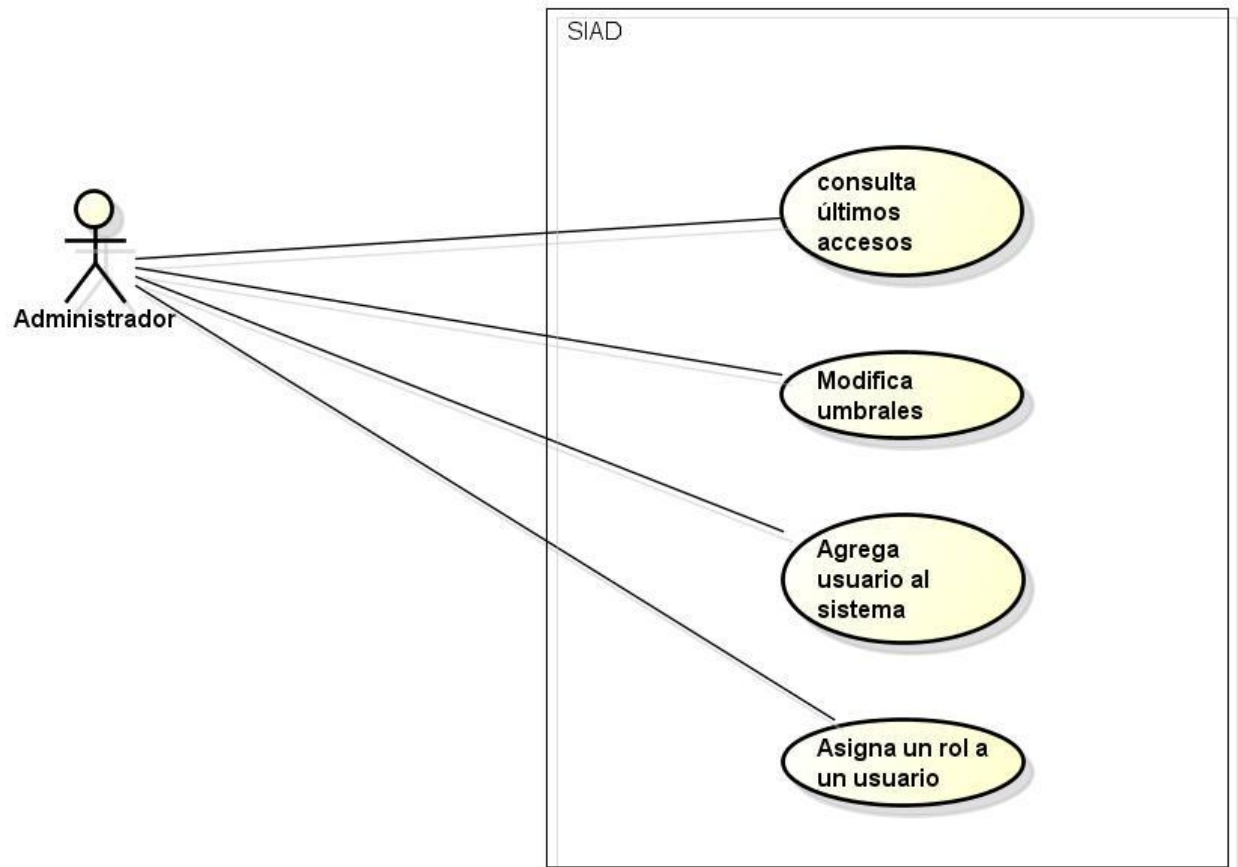 SIAD
consulta
últimos
accesos
Administrador
Modifica
umbrales
Agrega
usuario al
sistema
Asigna un rol a
un usuario